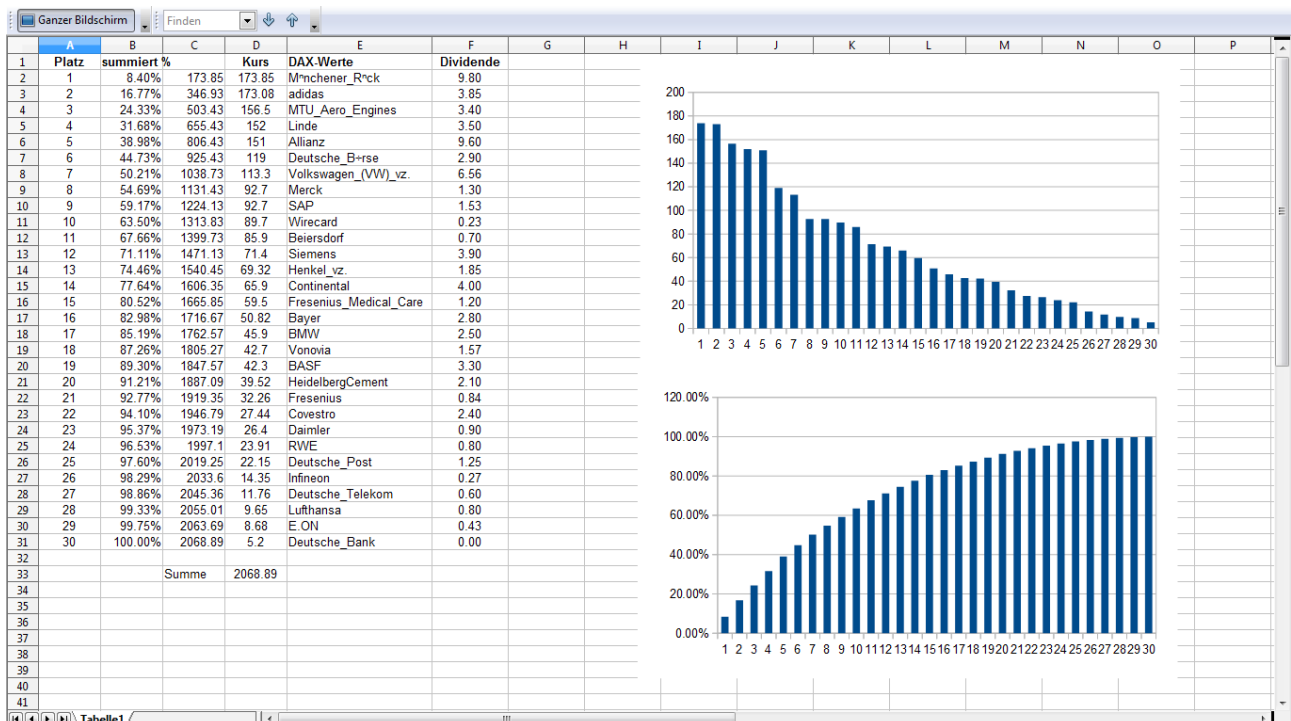 Ganzer Bildschirm Finden
A B C D E F G H I J K L M N O P
1 Platz summiert % Kurs DAX-Werte Dividende
2 1 8.40% 173.85 173.85 MⁿnchenerRⁿck 9.80
3 2 16.77% 346.93 173.08 adidas 3.85
4 3 24.33% 503.43 156.5 MTU_Aero_Engines 3.40
5 4 31.68% 655.43 152 Linde 3.50
6 5 38.98% 806.43 151 Allianz 9.60
7 6 44.73% 925.43 119 Deutsche_B÷rse 2.90
8 7 50.21% 1038.73 113.3 Volkswagen_(VW)_vz. 6.56
9 8 54.69% 1131.43 92.7 Merck 1.30
10 9 59.17% 1224.13 92.7 SAP 1.53
11 10 63.50% 1313.83 89.7 Wirecard 0.23
12 11 67.66% 1399.73 85.9 Beiersdorf 0.70
13 12 71.11% 1471.13 71.4 Siemens 3.90
14 13 74.46% 1540.45 69.32 Henkel_vz. 1.85
15 14 77.64% 1606.35 65.9 Continental 4.00
16 15 80.52% 1665.85 59.5 Fresenius_Medical_Care 1.20
17 16 82.98% 1716.67 50.82 Bayer 2.80
18 17 85.19% 1762.57 45.9 BMW 2.50
19 18 87.26% 1805.27 42.7 Vonovia 1.57
20 19 89.30% 1847.57 42.3 BASF 3.30
21 20 91.21% 1887.09 39.52 HeidelbergCement 2.10
22 21 92.77% 1919.35 32.26 Fresenius 0.84
23 22 94.10% 1946.79 27.44 Covestro 2.40
24 23 95.37% 1973.19 26.4 Daimler 0.90
25 24 96.53% 1997.1 23.91 RWE 0.80
26 25 97.60% 2019.25 22.15 Deutsche_Post 1.25
27 26 98.29% 2033.6 14.35 Infineon 0.27
28 27 98.86% 2045.36 11.76 Deutsche_Telekom 0.60
29 28 99.33% 2055.01 9.65 Lufthansa 0.80
30 29 99.75% 2063.69 8.68 E.ON 0.43
31 30 100.00% 2068.89 5.2 Deutsche_Bank 0.00
32
33 Summe 2068.89
34
35
36
37
38
39
40
41
200
180
160
140
120
100
80
60
40
20
0
1 2 3 4 5 6 7 8 9 10 11 12 13 14 15 16 17 18 19 20 21 22 23 24 25 26 27 28 29 30
120.00%
100.00%
80.00%
60.00%
40.00%
20.00%
0.00%
1 2 3 4 5 6 7 8 9 10 11 12 13 14 15 16 17 18 19 20 21 22 23 24 25 26 27 28 29 30
Tabelle1